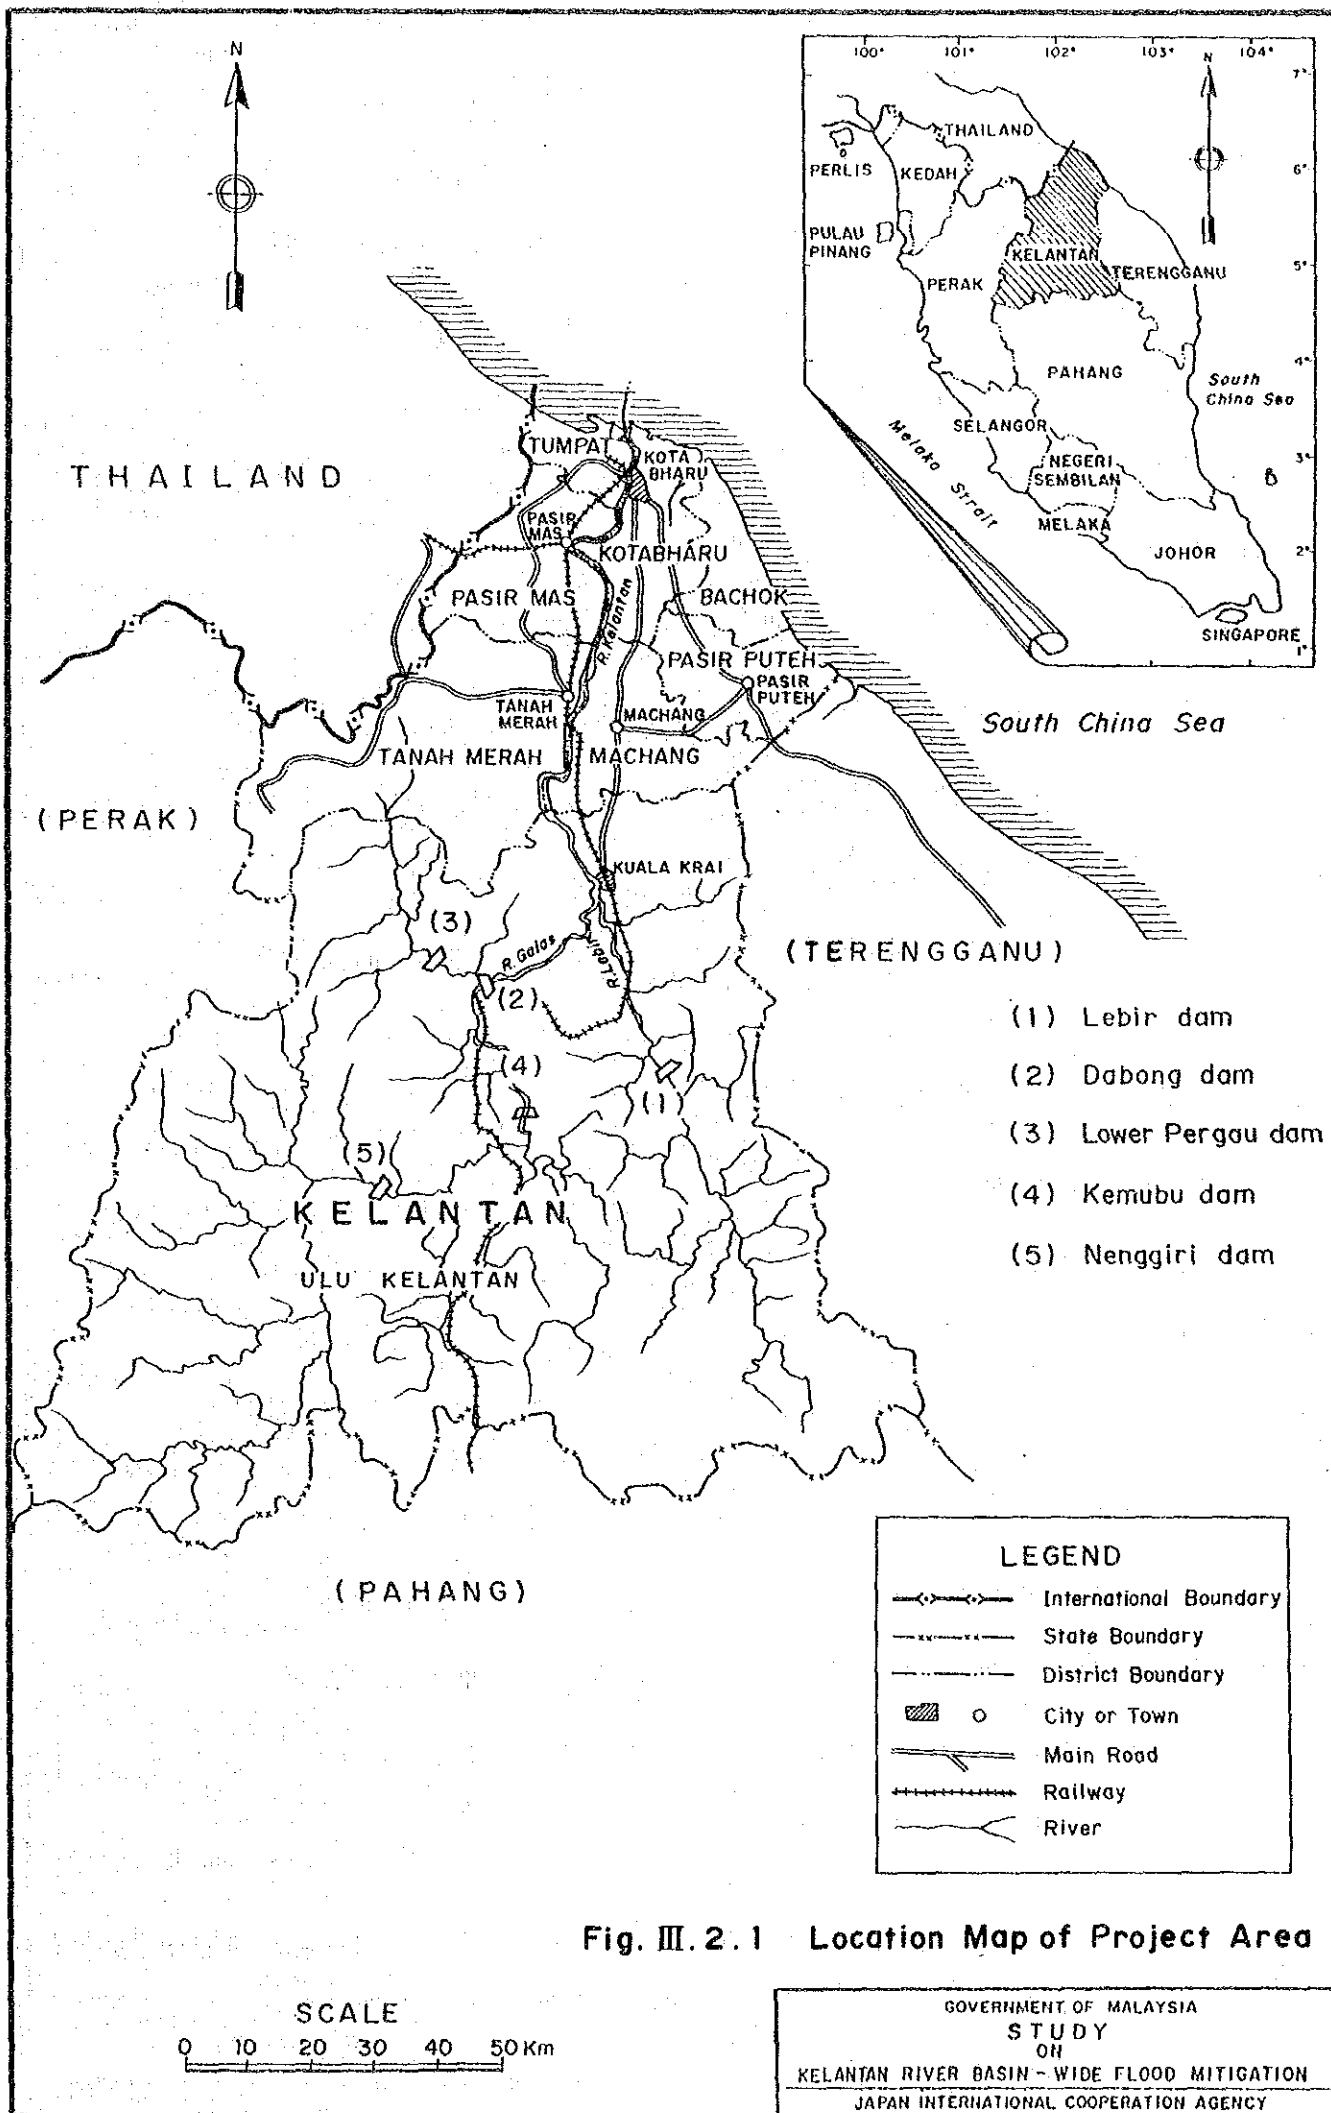 N
100° 101° 102° 103° 104°
N
7°
6°
5°
4°
3°
2°
1°
THAILAND
PERLIS
KEDAH
PULAU
PINANG
KELANTAN
PERAK
TERENGGANU
PAHANG
South
China Sea
SELANGOR
NEGERI
SEMBILAN
MELAKA
JOHOR
SINGAPORE
Melaka Strait
THAILAND
TUMPAT
KOTA
BHARU
PASIR
MAS
KOTABHARU
PASIR MAS
BACHOK
R. Kelantan
PASIR PUTEH
PASIR
PUTEH
TANAH
MERAH
MACHANG
South China Sea
TANAH MERAH
MACHANG
(PERAK)
KUALA KRAI
(3)
R. Galas
R. Lebir
(TERENGGANU)
(2)
(4)
(1)
(5)
KELANTAN
ULU KELANTAN
(PAHANG)
(1) Lebir dam
(2) Dabong dam
(3) Lower Pergau dam
(4) Kemubu dam
(5) Nenggiri dam
LEGEND
International Boundary
State Boundary
District Boundary
City or Town
Main Road
Railway
River
Fig. III.2.1 Location Map of Project Area
SCALE
0 10 20 30 40 50 Km
GOVERNMENT OF MALAYSIA
STUDY
ON
KELANTAN RIVER BASIN-WIDE FLOOD MITIGATION
JAPAN INTERNATIONAL COOPERATION AGENCY